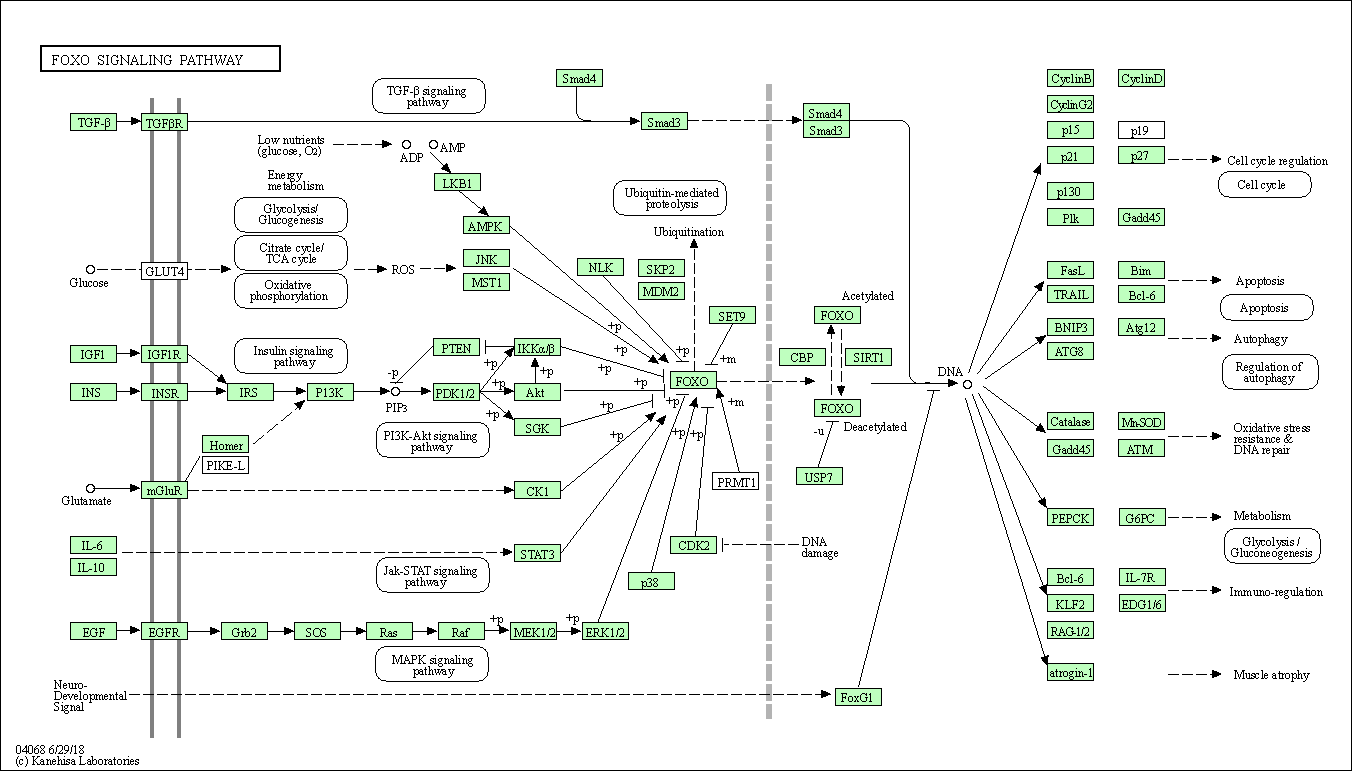 FOXO SIGNALING PATHWAY
Smad4
CyclinB
CyclinD
TGF-β signaling
pathway
CyclinG2
TGF-β
TGFβR
Smad3
Smad4
Smad3
p15
p19
Low nutrients
(glucose, O2)
ADP
AMP
p21
p27
Cell cycle regulation
Energy
metabolism
LKB1
Ubiquitin-mediated
proteolysis
p130
Cell cycle
Glycolysis/
Glucogenesis
AMPK
Ubiquitination
Plk
Gadd45
Citrate cycle/
TCA cycle
JNK
NLK
SKP2
Glucose
GLUT4
ROS
MST1
MDM2
FasL
Bim
Apoptosis
Oxidative
phosphorylation
Acetylated
TRAIL
Bcl-6
Apoptosis
SET9
FOXO
+p
BNIP3
Atg12
Autophagy
IGF1
IGF1R
Insulin signaling
pathway
PTEN
IKKα/β
+p
+p
+m
CBP
SIRT1
ATG8
Regulation of
autophagy
-p
+p
+p
+p
+p
FOXO
DNA
INS
INSR
IRS
P13K
PIP3
PDK1/2
+p
Akt
+p
+p
+p
+m
FOXO
-u
Deacetylated
SGK
PI3K-Akt signaling
pathway
+p
+p
+p
Catalase
Mn-SOD
Oxidative stress
resistance &
DNA repair
Homer
PIKE-L
Gadd45
ATM
Glutamate
mGluR
CK1
PRMT1
USP7
PEPCK
G6PC
Metabolism
IL-6
IL-10
STAT3
CDK2
DNA
damage
Glycolysis /
Gluconeogenesis
Jak-STAT signaling
pathway
p38
Bcl-6
IL-7R
Immuno-regulation
KLF2
EDG1/6
EGF
EGFR
Grb2
SOS
Ras
Raf
+p
MEK1/2
+p
ERK1/2
RAG-1/2
MAPK signaling
pathway
atrogin-1
Muscle atrophy
Neuro-
Developmental
Signal
FoxG1
04068 6/29/18
(c) Kanehisa Laboratories